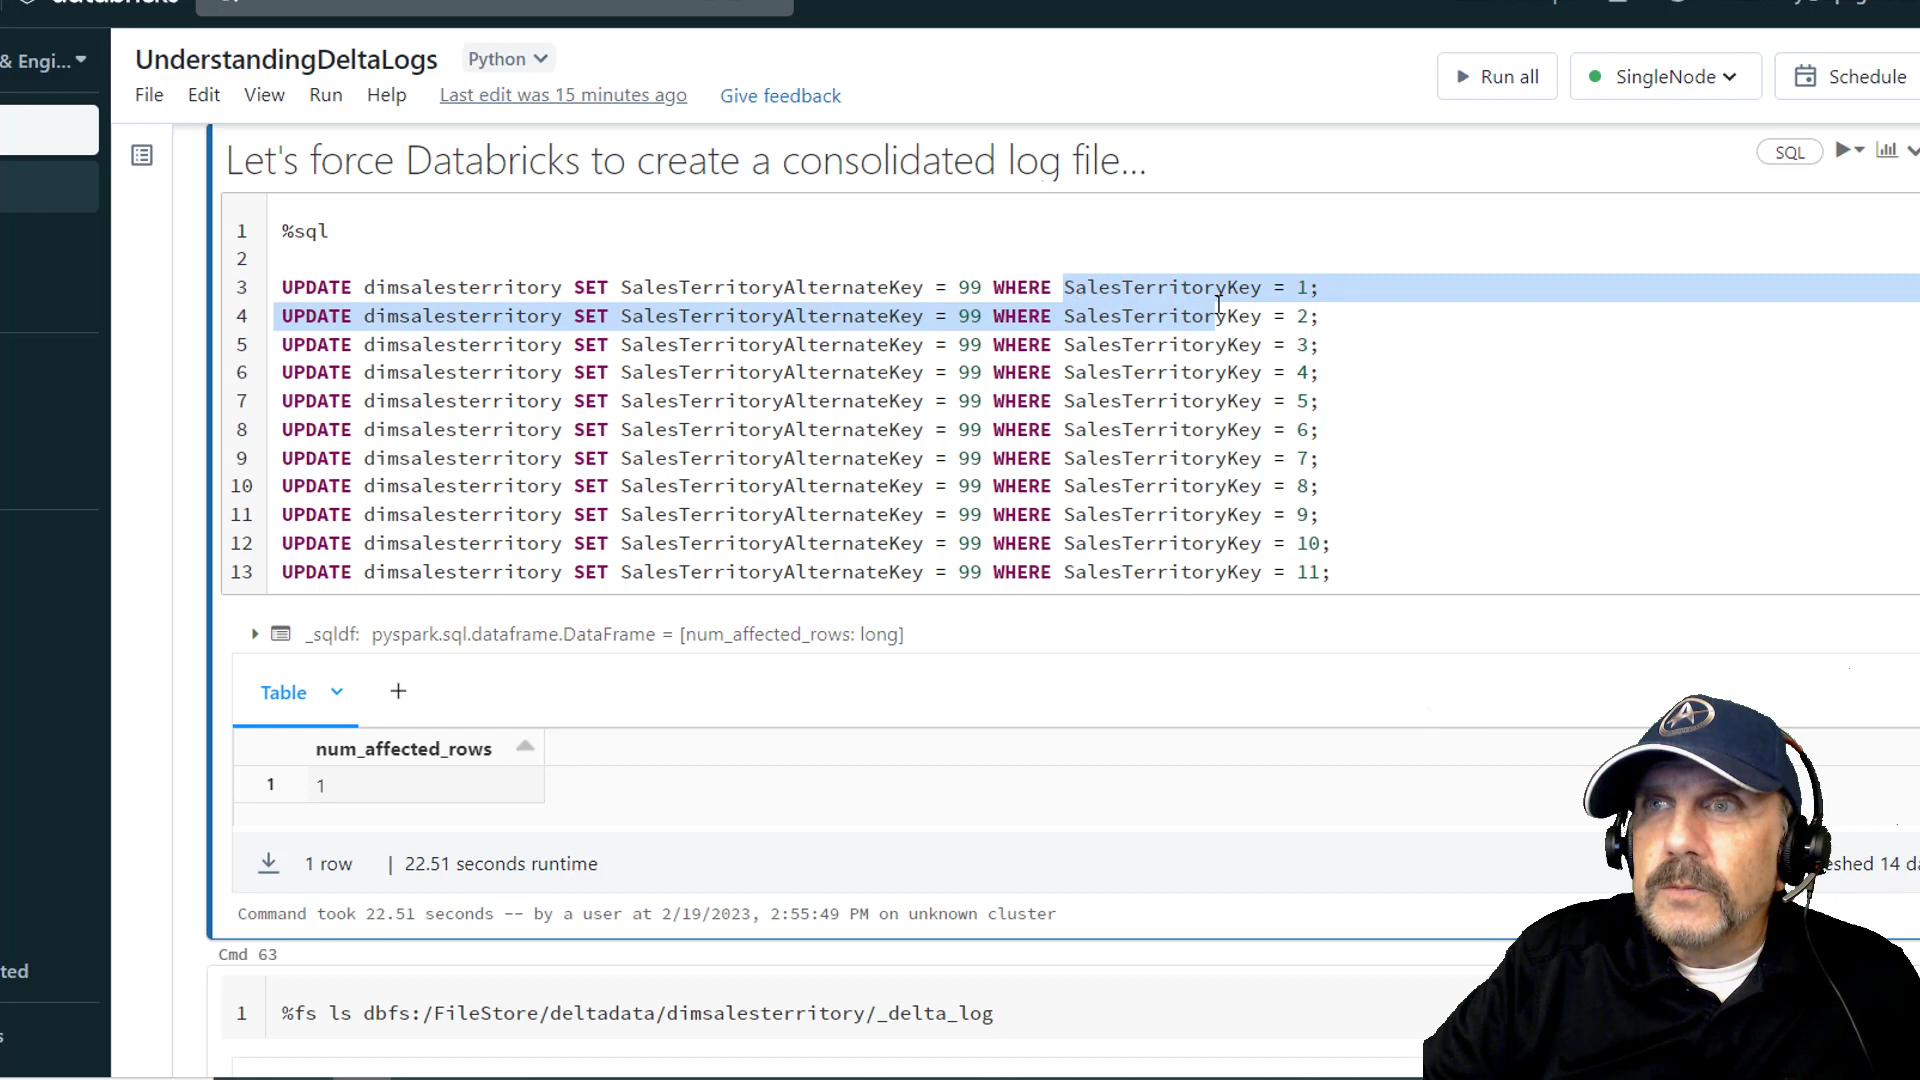 & Engi...
UnderstandingDeltaLogs
Python
File
Edit
View
Run
Help
Last edit was 15 minutes ago
Give feedback
Run all
SingleNode
Schedule
Let's force Databricks to create a consolidated log file...
SQL
1 %sql
2
3 UPDATE dimsalesterritory SET SalesTerritoryAlternateKey = 99 WHERE SalesTerritoryKey = 1;
4 UPDATE dimsalesterritory SET SalesTerritoryAlternateKey = 99 WHERE SalesTerritoryKey = 2;
5 UPDATE dimsalesterritory SET SalesTerritoryAlternateKey = 99 WHERE SalesTerritoryKey = 3;
6 UPDATE dimsalesterritory SET SalesTerritoryAlternateKey = 99 WHERE SalesTerritoryKey = 4;
7 UPDATE dimsalesterritory SET SalesTerritoryAlternateKey = 99 WHERE SalesTerritoryKey = 5;
8 UPDATE dimsalesterritory SET SalesTerritoryAlternateKey = 99 WHERE SalesTerritoryKey = 6;
9 UPDATE dimsalesterritory SET SalesTerritoryAlternateKey = 99 WHERE SalesTerritoryKey = 7;
10 UPDATE dimsalesterritory SET SalesTerritoryAlternateKey = 99 WHERE SalesTerritoryKey = 8;
11 UPDATE dimsalesterritory SET SalesTerritoryAlternateKey = 99 WHERE SalesTerritoryKey = 9;
12 UPDATE dimsalesterritory SET SalesTerritoryAlternateKey = 99 WHERE SalesTerritoryKey = 10;
13 UPDATE dimsalesterritory SET SalesTerritoryAlternateKey = 99 WHERE SalesTerritoryKey = 11;
_sqldf: pyspark.sql.dataframe.DataFrame = [num_affected_rows: long]
Table
+
num_affected_rows
1 1
1 row | 22.51 seconds runtime
eshed 14 da
Command took 22.51 seconds -- by a user at 2/19/2023, 2:55:49 PM on unknown cluster
Cmd 63
ted
1 %fs ls dbfs:/FileStore/deltadata/dimsalesterritory/_delta_log
s